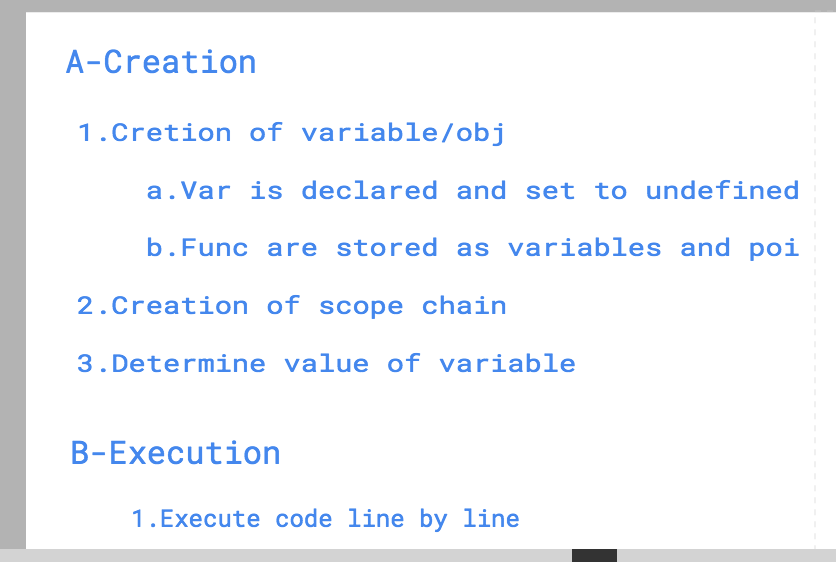 A-Creation
1.Cretion of variable/obj
a.Var is declared and set to undefined
b.Func are stored as variables and poi
2.Creation of scope chain
3.Determine value of variable
B-Execution
1.Execute code line by line